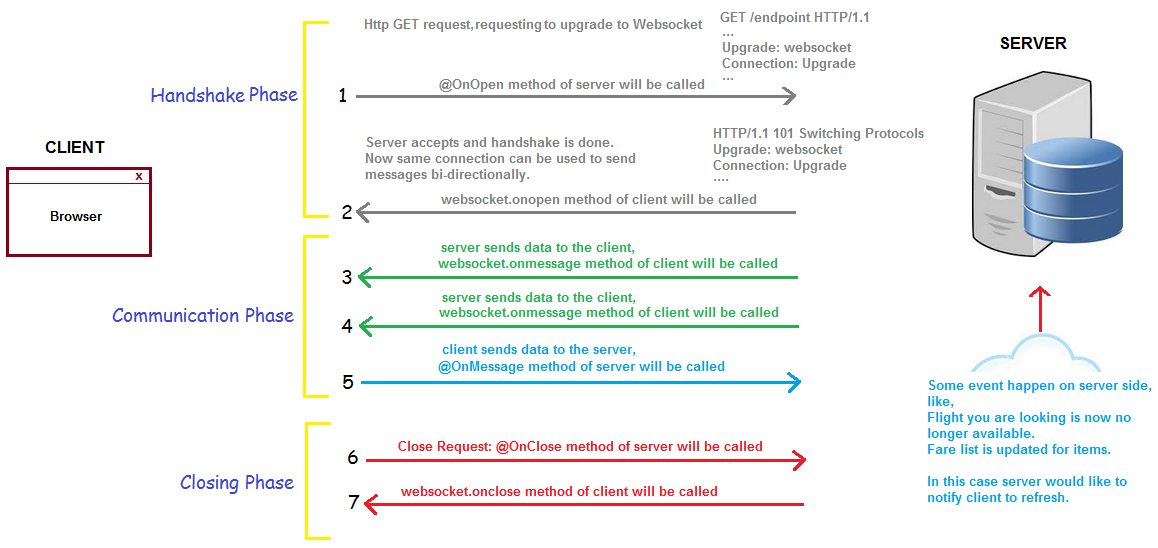 Http GET request,requesting to upgrade to Websocket
GET /endpoint HTTP/1.1
...
Upgrade: websocket
Connection: Upgrade
...
SERVER
Handshake Phase
1
@OnOpen method of server will be called
CLIENT
x
Browser
Server accepts and handshake is done.
Now same connection can be used to send
messages bi-directionally.
HTTP/1.1 101 Switching Protocols
Upgrade: websocket
Connection: Upgrade
....
2
websocket.onopen method of client will be called
Communication Phase
3
server sends data to the client,
websocket.onmessage method of client will be called
4
server sends data to the client,
websocket.onmessage method of client will be called
5
client sends data to the server,
@OnMessage method of server will be called
Some event happen on server side,
like,
Flight you are looking is now no
longer available.
Fare list is updated for items.
In this case server would like to
notify client to refresh.
Closing Phase
6
Close Request: @OnClose method of server will be called
7
websocket.onclose method of client will be called